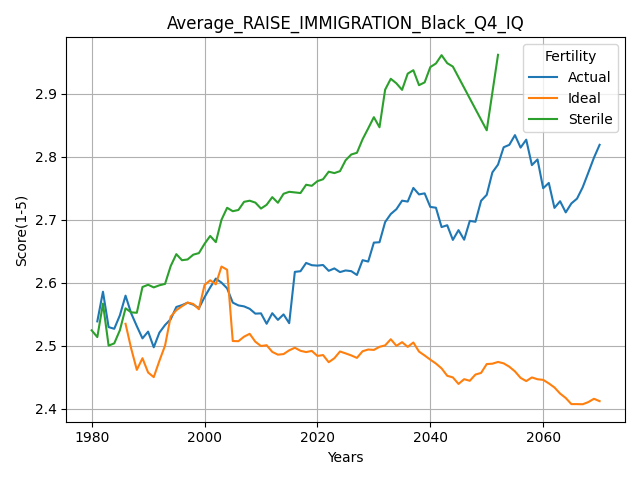 Average_RAISE_IMMIGRATION_Black_Q4_IQ
Fertility
Actual
Ideal
Sterile
Score(1-5)
2.9
2.8
2.7
2.6
2.5
2.4
1980
2000
2020
2040
2060
Years